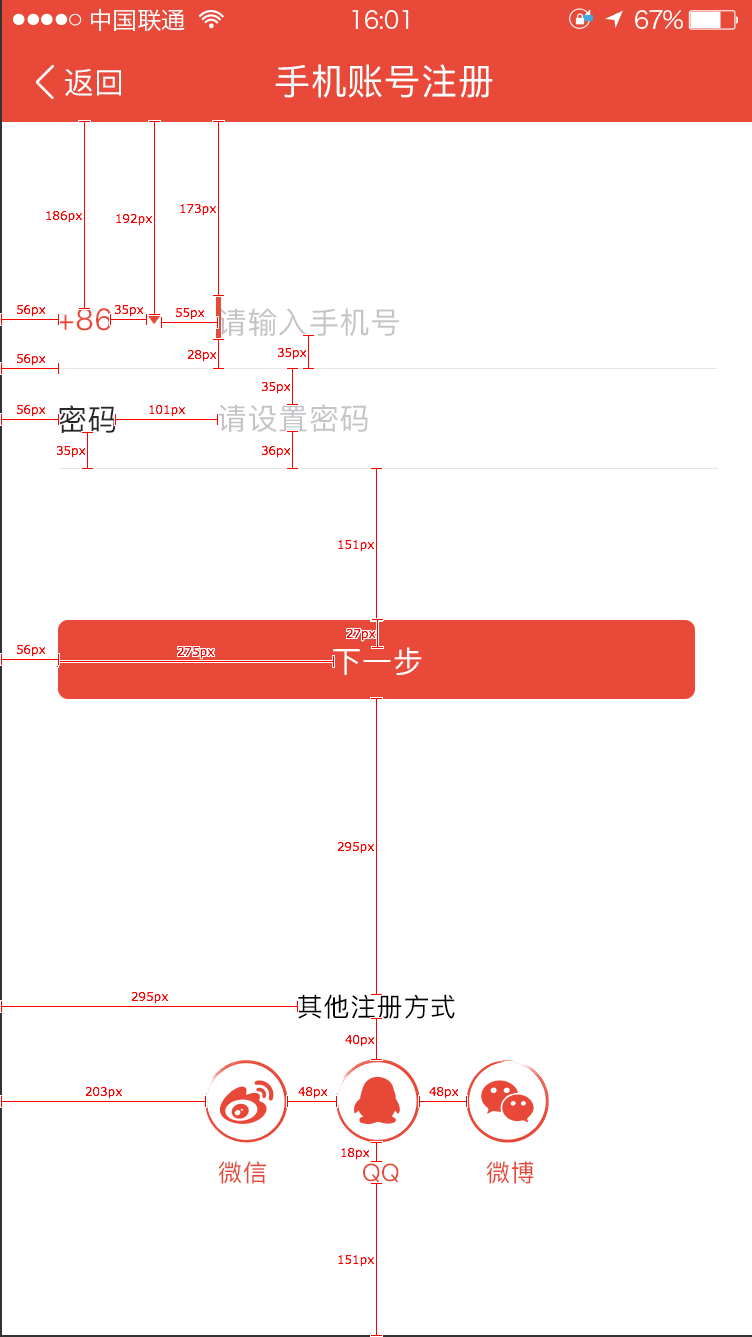 中国联通 16:01 67%
返回 手机账号注册
186px 192px 173px
56px +86 35px 55px 请输入手机号
56px 28px 35px
35px
56px 密码 101px 请设置密码
35px 36px
151px
27px
56px 275px 下一步
295px
295px 其他注册方式
40px
203px 48px 48px
18px
微信 QQ 微博
151px